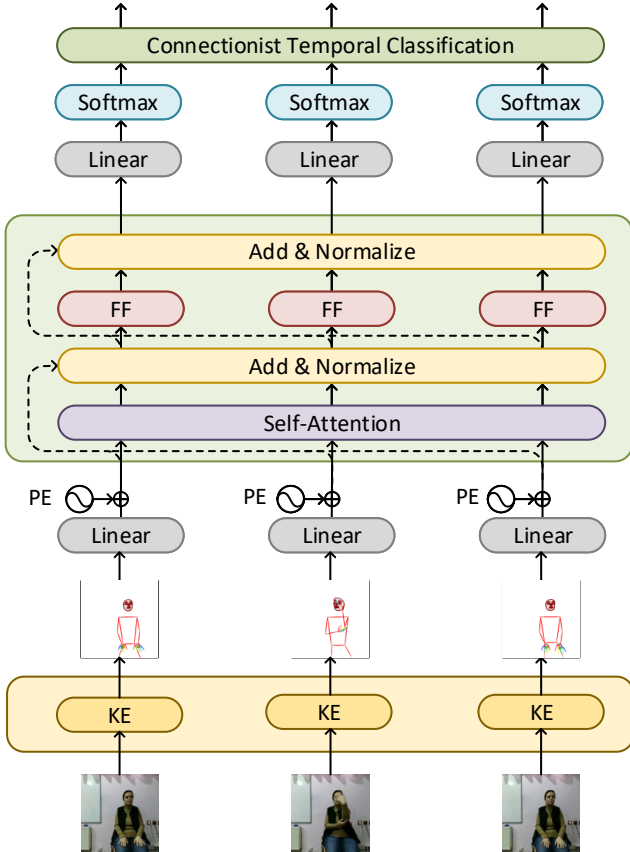 Connectionist Temporal Classification
Softmax Softmax Softmax
Linear Linear Linear
Add & Normalize
FF FF FF
Add & Normalize
Self-Attention
PE PE PE
Linear Linear Linear
KE KE KE